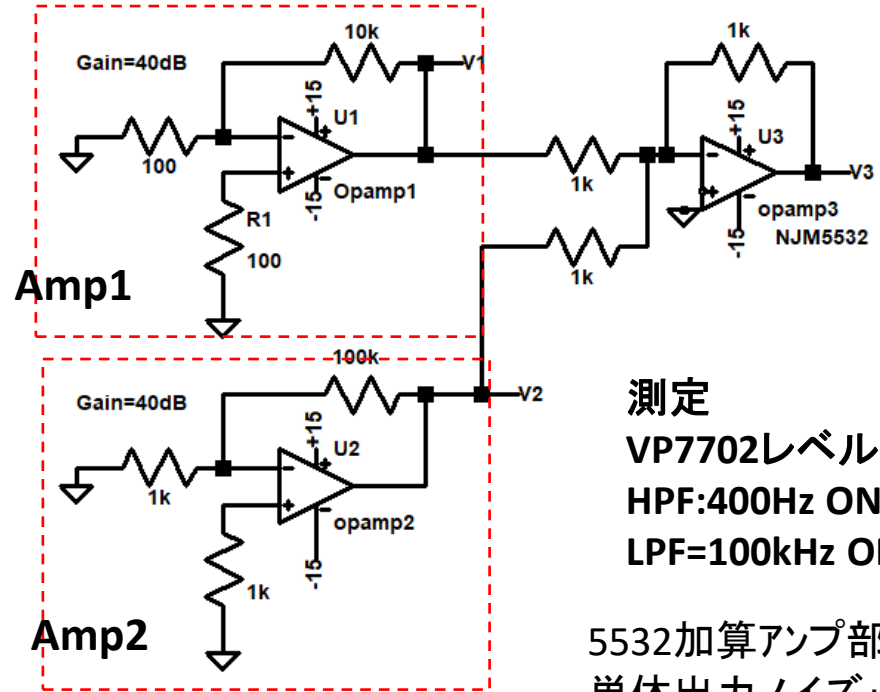 Gain=40dB
10k
V1
+15
U1
100
-15
Opamp1
R1
100
Amp1
1k
+15
U3
V3
1k
-15
opamp3
NJM5532
1k
100k
V2
Gain=40dB
+15
U2
1k
opamp2
-15
1k
Amp2
測定
VP7702レベル
HPF:400Hz ON
LPF=100kHz
5532加算アンプ部